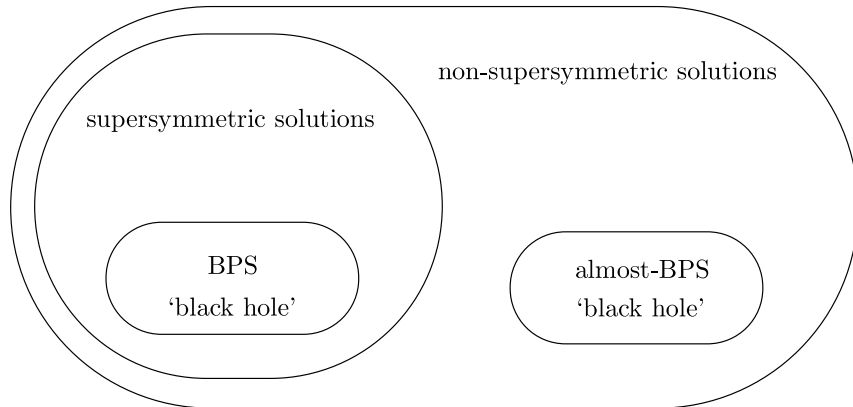 non-supersymmetric solutions
supersymmetric solutions
BPS
‘black hole’
almost-BPS
‘black hole’